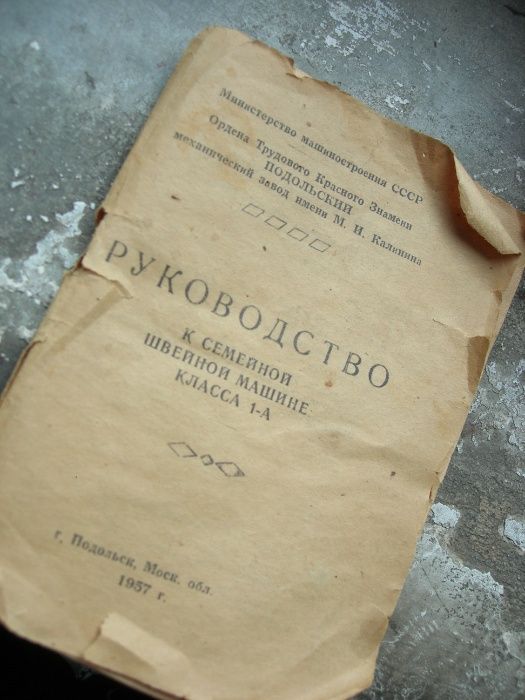 Министерство машиностроения СССР
Ордена Трудового Красного Знамени
ПОДОЛЬСКИЙ
механический завод имени М. И. Калинина
РУКОВОДСТВО
К СЕМЕЙНОЙ
ШВЕЙНОЙ МАШИНЕ
КЛАССА 1-А
г. Подольск, Моск. обл.
1957 г.